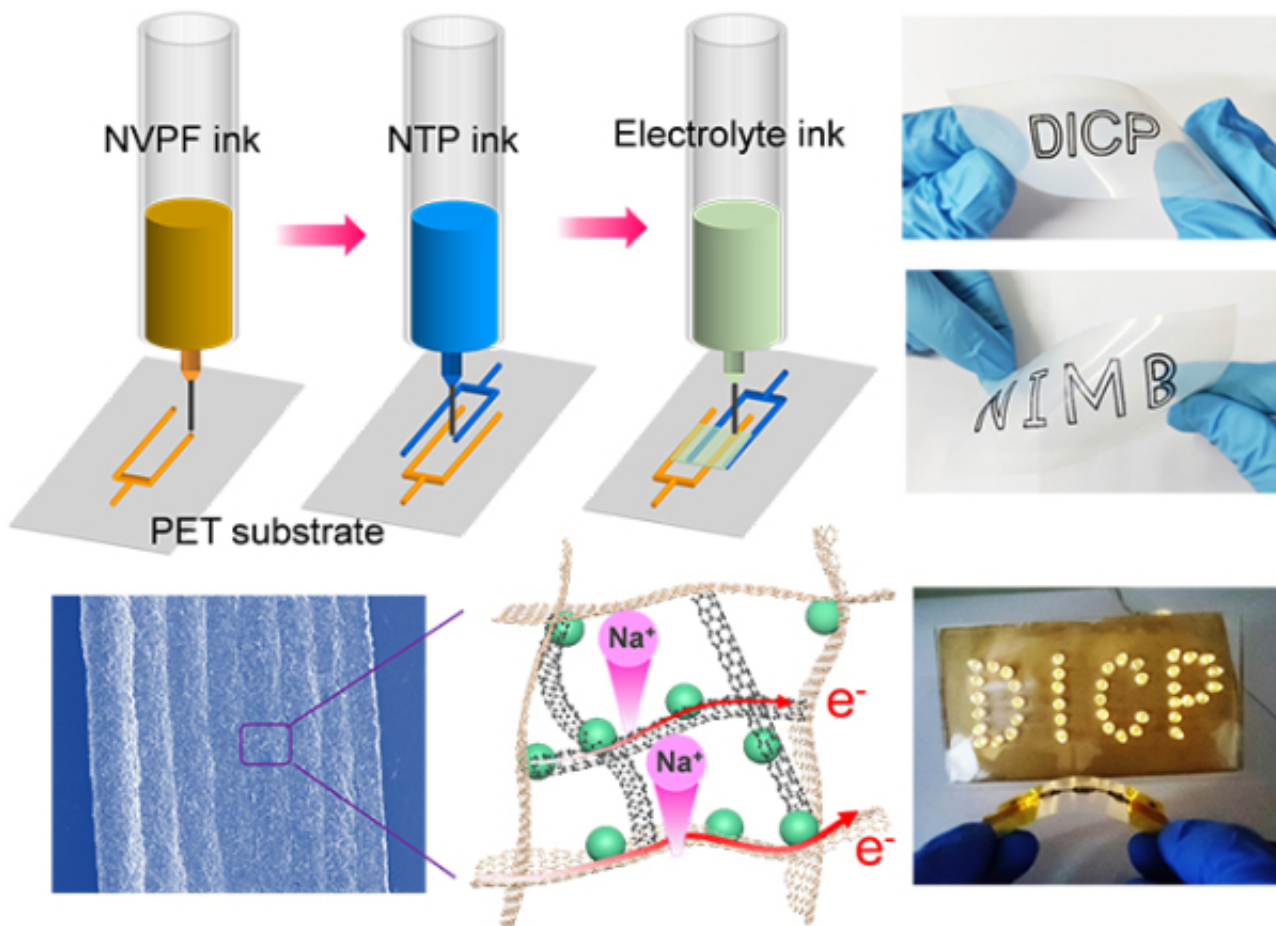 NVPF ink
NTP ink
Electrolyte ink
DICP
NIMB
PET substrate
Na⁺
e⁻
Na⁺
e⁻
DICP